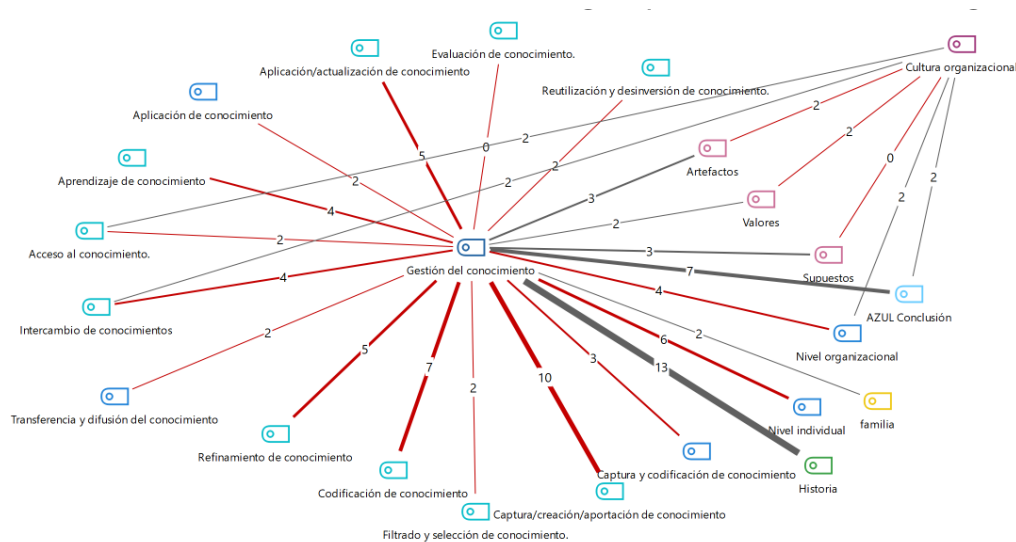 Evaluación de conocimiento.
Cultura organizacional
Aplicación/actualización de conocimiento
Reutilización y desinversión de conocimiento.
Aplicación de conocimiento
2
2
2
2
0
5
0
2
Artefactos
Aprendizaje de conocimiento
2
2
2
2
3
4
Valores
2
Acceso al conocimiento.
2
3
Gestión del conocimiento
7
Supuestos
4
4
AZUL Conclusión
Intercambio de conocimientos
2
2
6
Nivel organizacional
5
3
7
13
10
2
Transferencia y difusión del conocimiento
familia
Nivel individual
Refinamiento de conocimiento
Captura y codificación de conocimiento
Historia
Codificación de conocimiento
Captura/creación/aportación de conocimiento
Filtrado y selección de conocimiento.